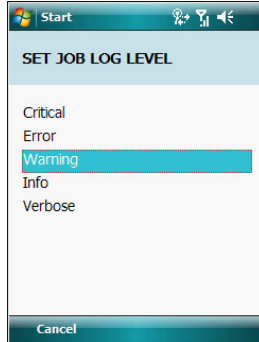 Start
SET JOB LOG LEVEL
Critical
Error
Warning
Info
Verbose
Cancel